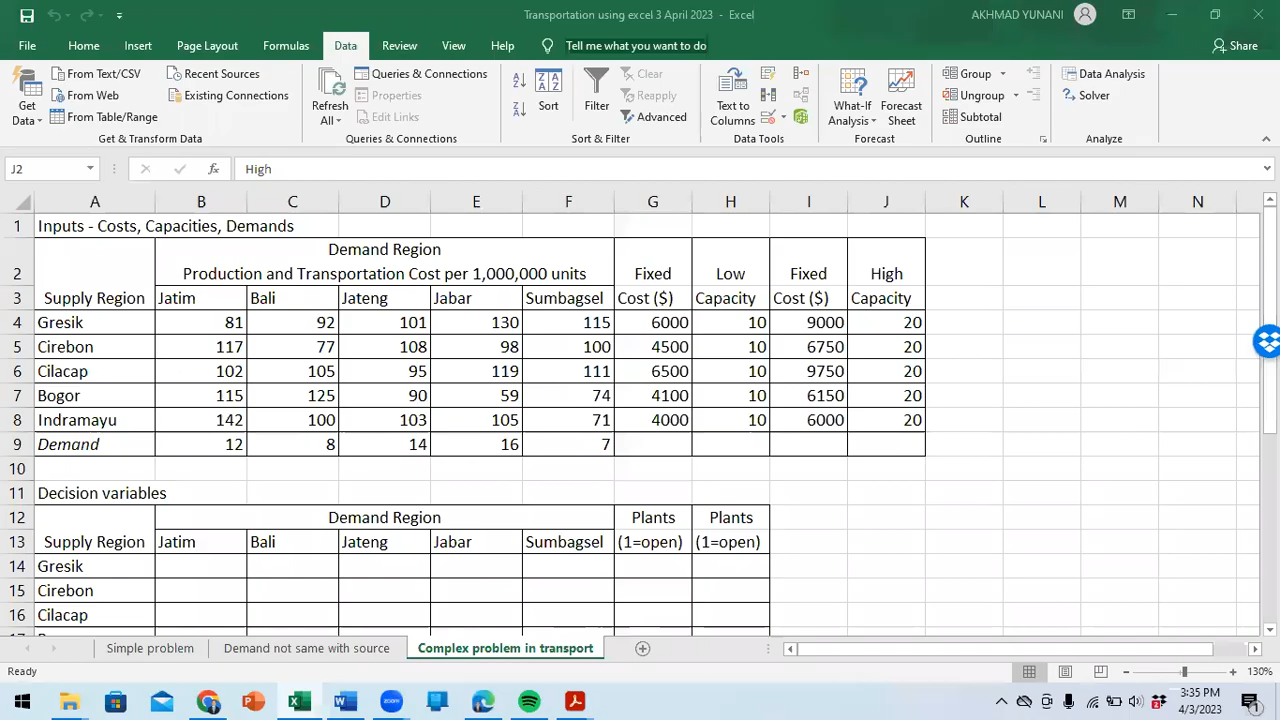 Transportation using excel 3 April 2023 - Excel
AKHMAD YUNANI
File Home Insert Page Layout Formulas Data Review View Help Tell me what you want to do Share
Get Data
From Text/CSV
From Web
From Table/Range
Recent Sources
Existing Connections
Get & Transform Data
Refresh All
Queries & Connections
Properties
Edit Links
Queries & Connections
Sort
Filter
Clear
Reapply
Advanced
Sort & Filter
Text to Columns
Data Tools
What-If Analysis
Forecast Sheet
Forecast
Group
Ungroup
Subtotal
Outline
Data Analysis
Solver
Analyze
J2 fx High
A B C D E F G H I J K L M N
1 Inputs - Costs, Capacities, Demands
Demand Region
2 Production and Transportation Cost per 1,000,000 units Fixed Low Fixed High
3 Supply Region Jatim Bali Jateng Jabar Sumbagsel Cost ($) Capacity Cost ($) Capacity
4 Gresik 81 92 101 130 115 6000 10 9000 20
5 Cirebon 117 77 108 98 100 4500 10 6750 20
6 Cilacap 102 105 95 119 111 6500 10 9750 20
7 Bogor 115 125 90 59 74 4100 10 6150 20
8 Indramayu 142 100 103 105 71 4000 10 6000 20
9 Demand 12 8 14 16 7
10
11 Decision variables
12 Demand Region Plants Plants
13 Supply Region Jatim Bali Jateng Jabar Sumbagsel (1=open) (1=open)
14 Gresik
15 Cirebon
16 Cilacap
Simple problem Demand not same with source Complex problem in transport
Ready 130%
3:35 PM
4/3/2023